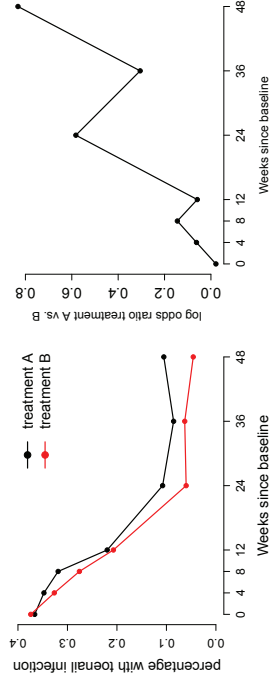 treatment A
treatment B
percentage with toenail infection
0.0 0.1 0.2 0.3 0.4
0 4 8 12 24 36 48
Weeks since baseline
log odds ratio treatment A vs. B
0.0 0.2 0.4 0.6 0.8
0 4 8 12 24 36 48
Weeks since baseline